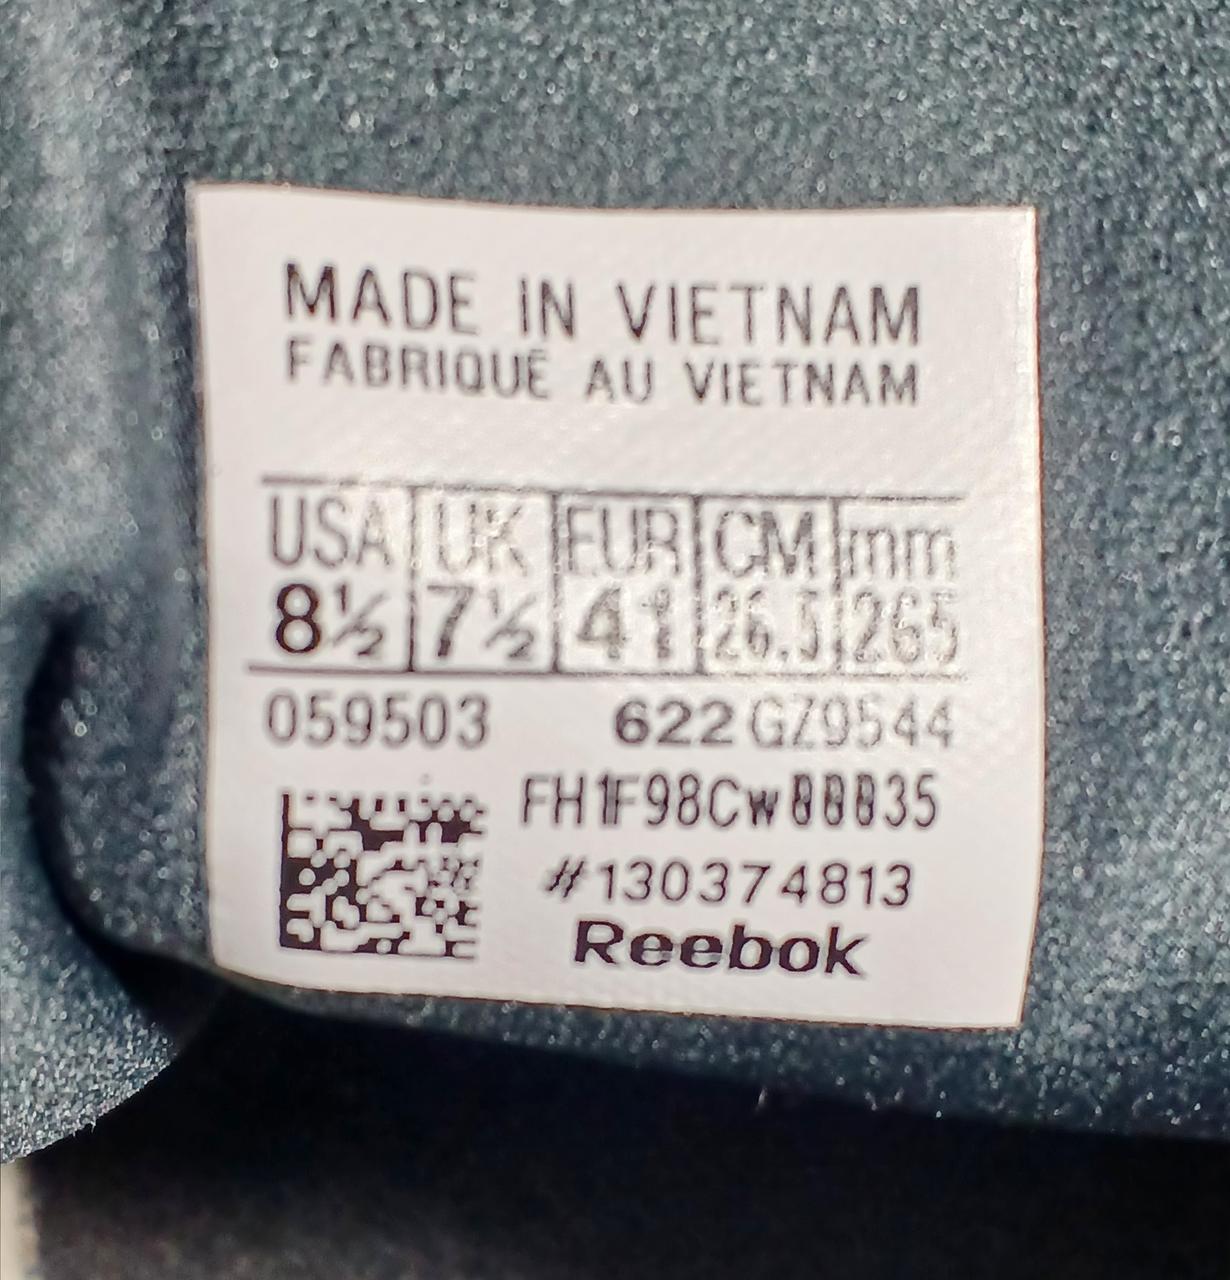 MADE IN VIETNAM
FABRIQUÉ AU VIETNAM
USA UK EUR CM mm
8½ 7½ 41 26.5 265
059503 622 GZ9544
#130374813
Reebok